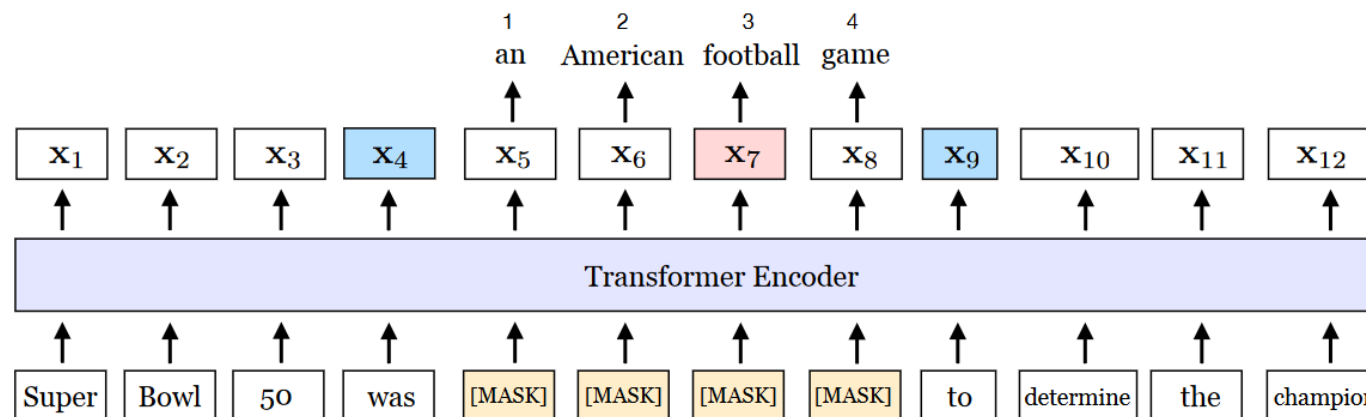 1 2 3 4
an American football game
x₁ x₂ x₃ x₄ x₅ x₆ x₇ x₈ x₉ x₁₀ x₁₁ x₁₂
Transformer Encoder
Super Bowl 50 was [MASK] [MASK] [MASK] [MASK] to determine the champion